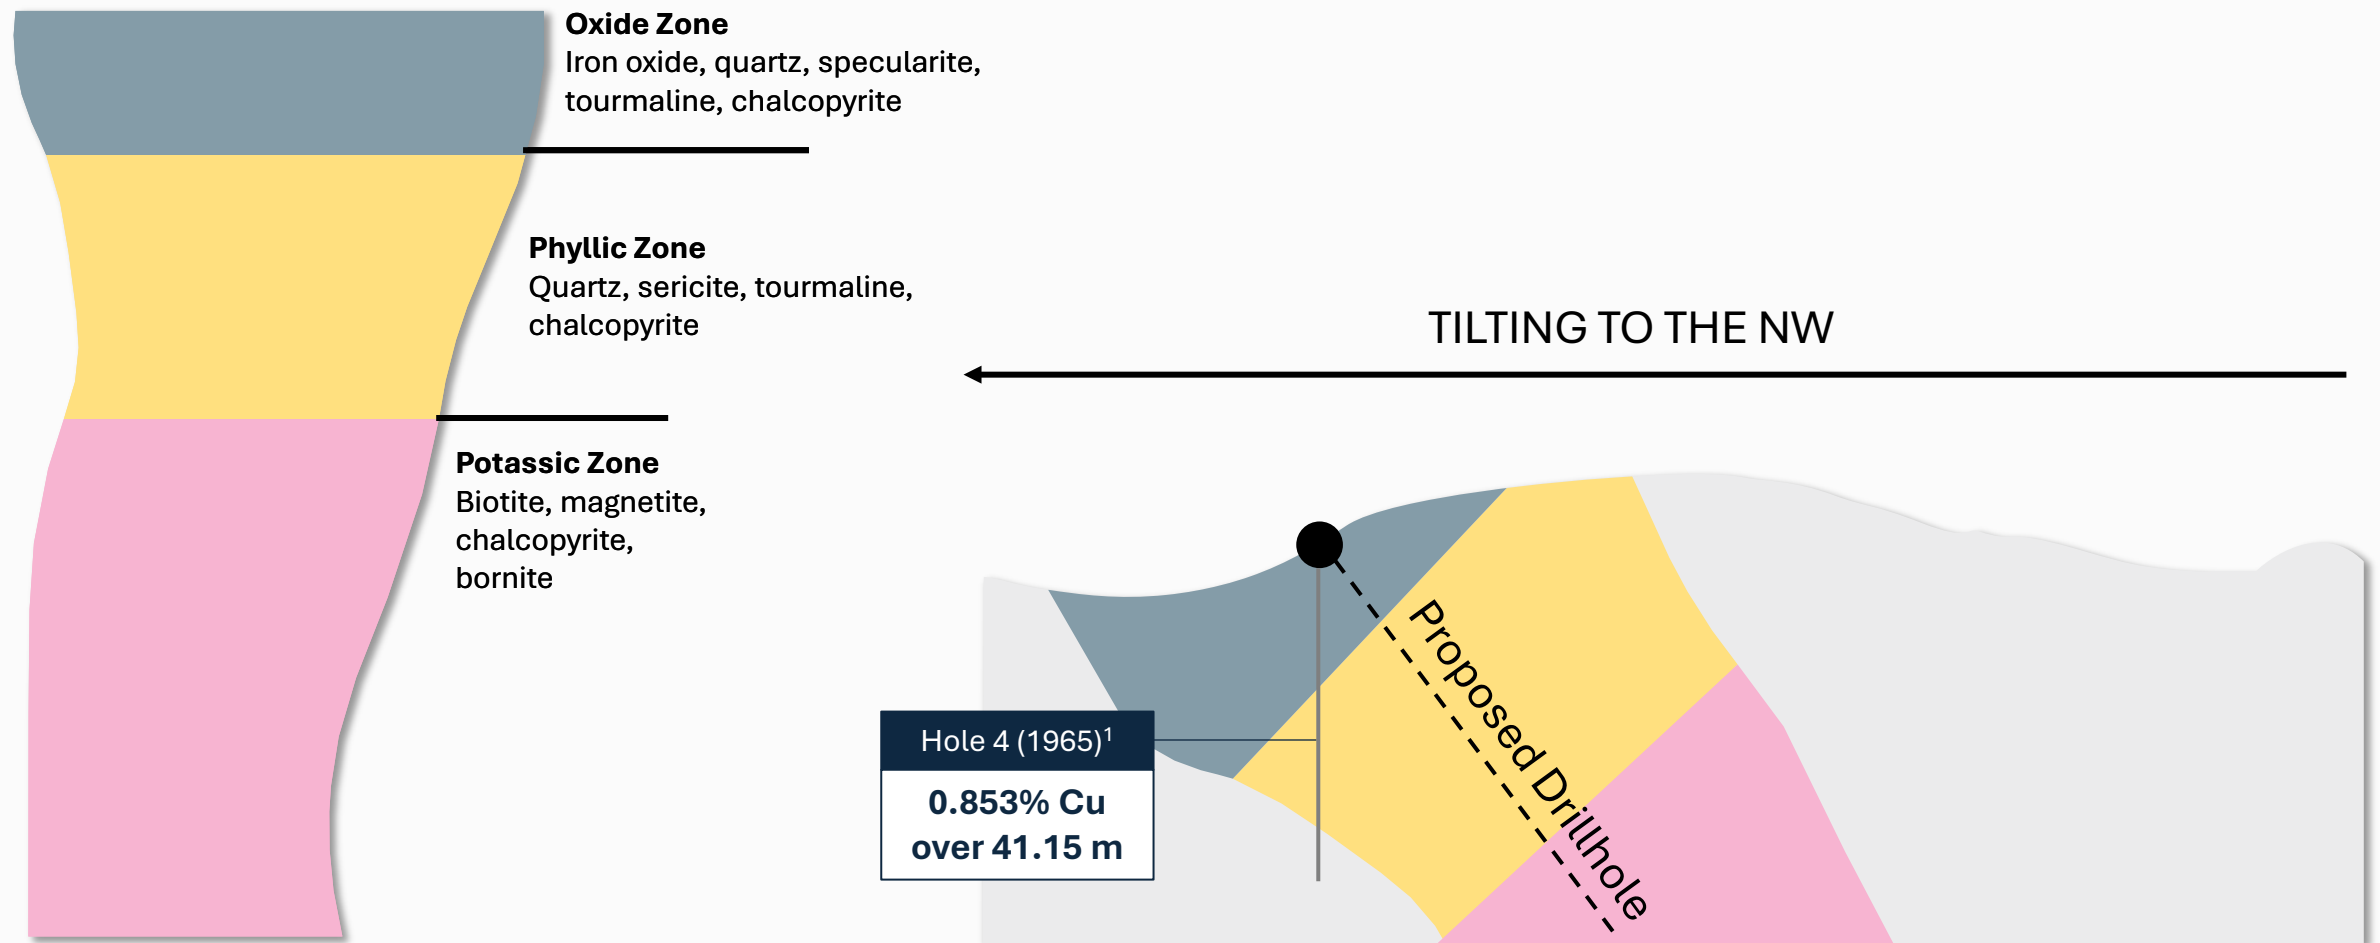 Oxide Zone
Iron oxide, quartz, specularite,
tourmaline, chalcopyrite
Phyllic Zone
Quartz, sericite, tourmaline,
chalcopyrite
Potassic Zone
Biotite, magnetite,
chalcopyrite,
bornite
TILTING TO THE NW
Hole 4 (1965)¹
0.853% Cu
over 41.15 m
Proposed Drillhole